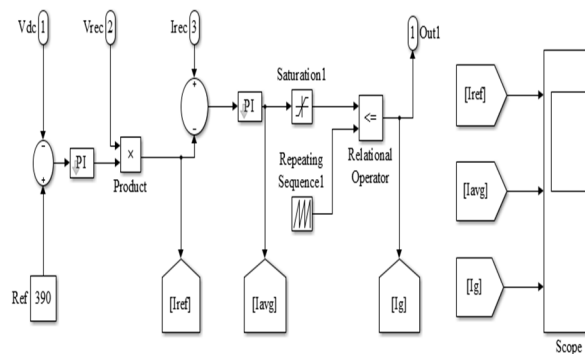 Vdc 1
Vrec 2
Irec 3
1 Out1
Saturation1
PI
<=
PI
×
Product
Repeating
Sequence1
Relational
Operator
Ref 390
[Iref]
[Iavg]
[Ig]
[Iref]
[Iavg]
[Ig]
Scope